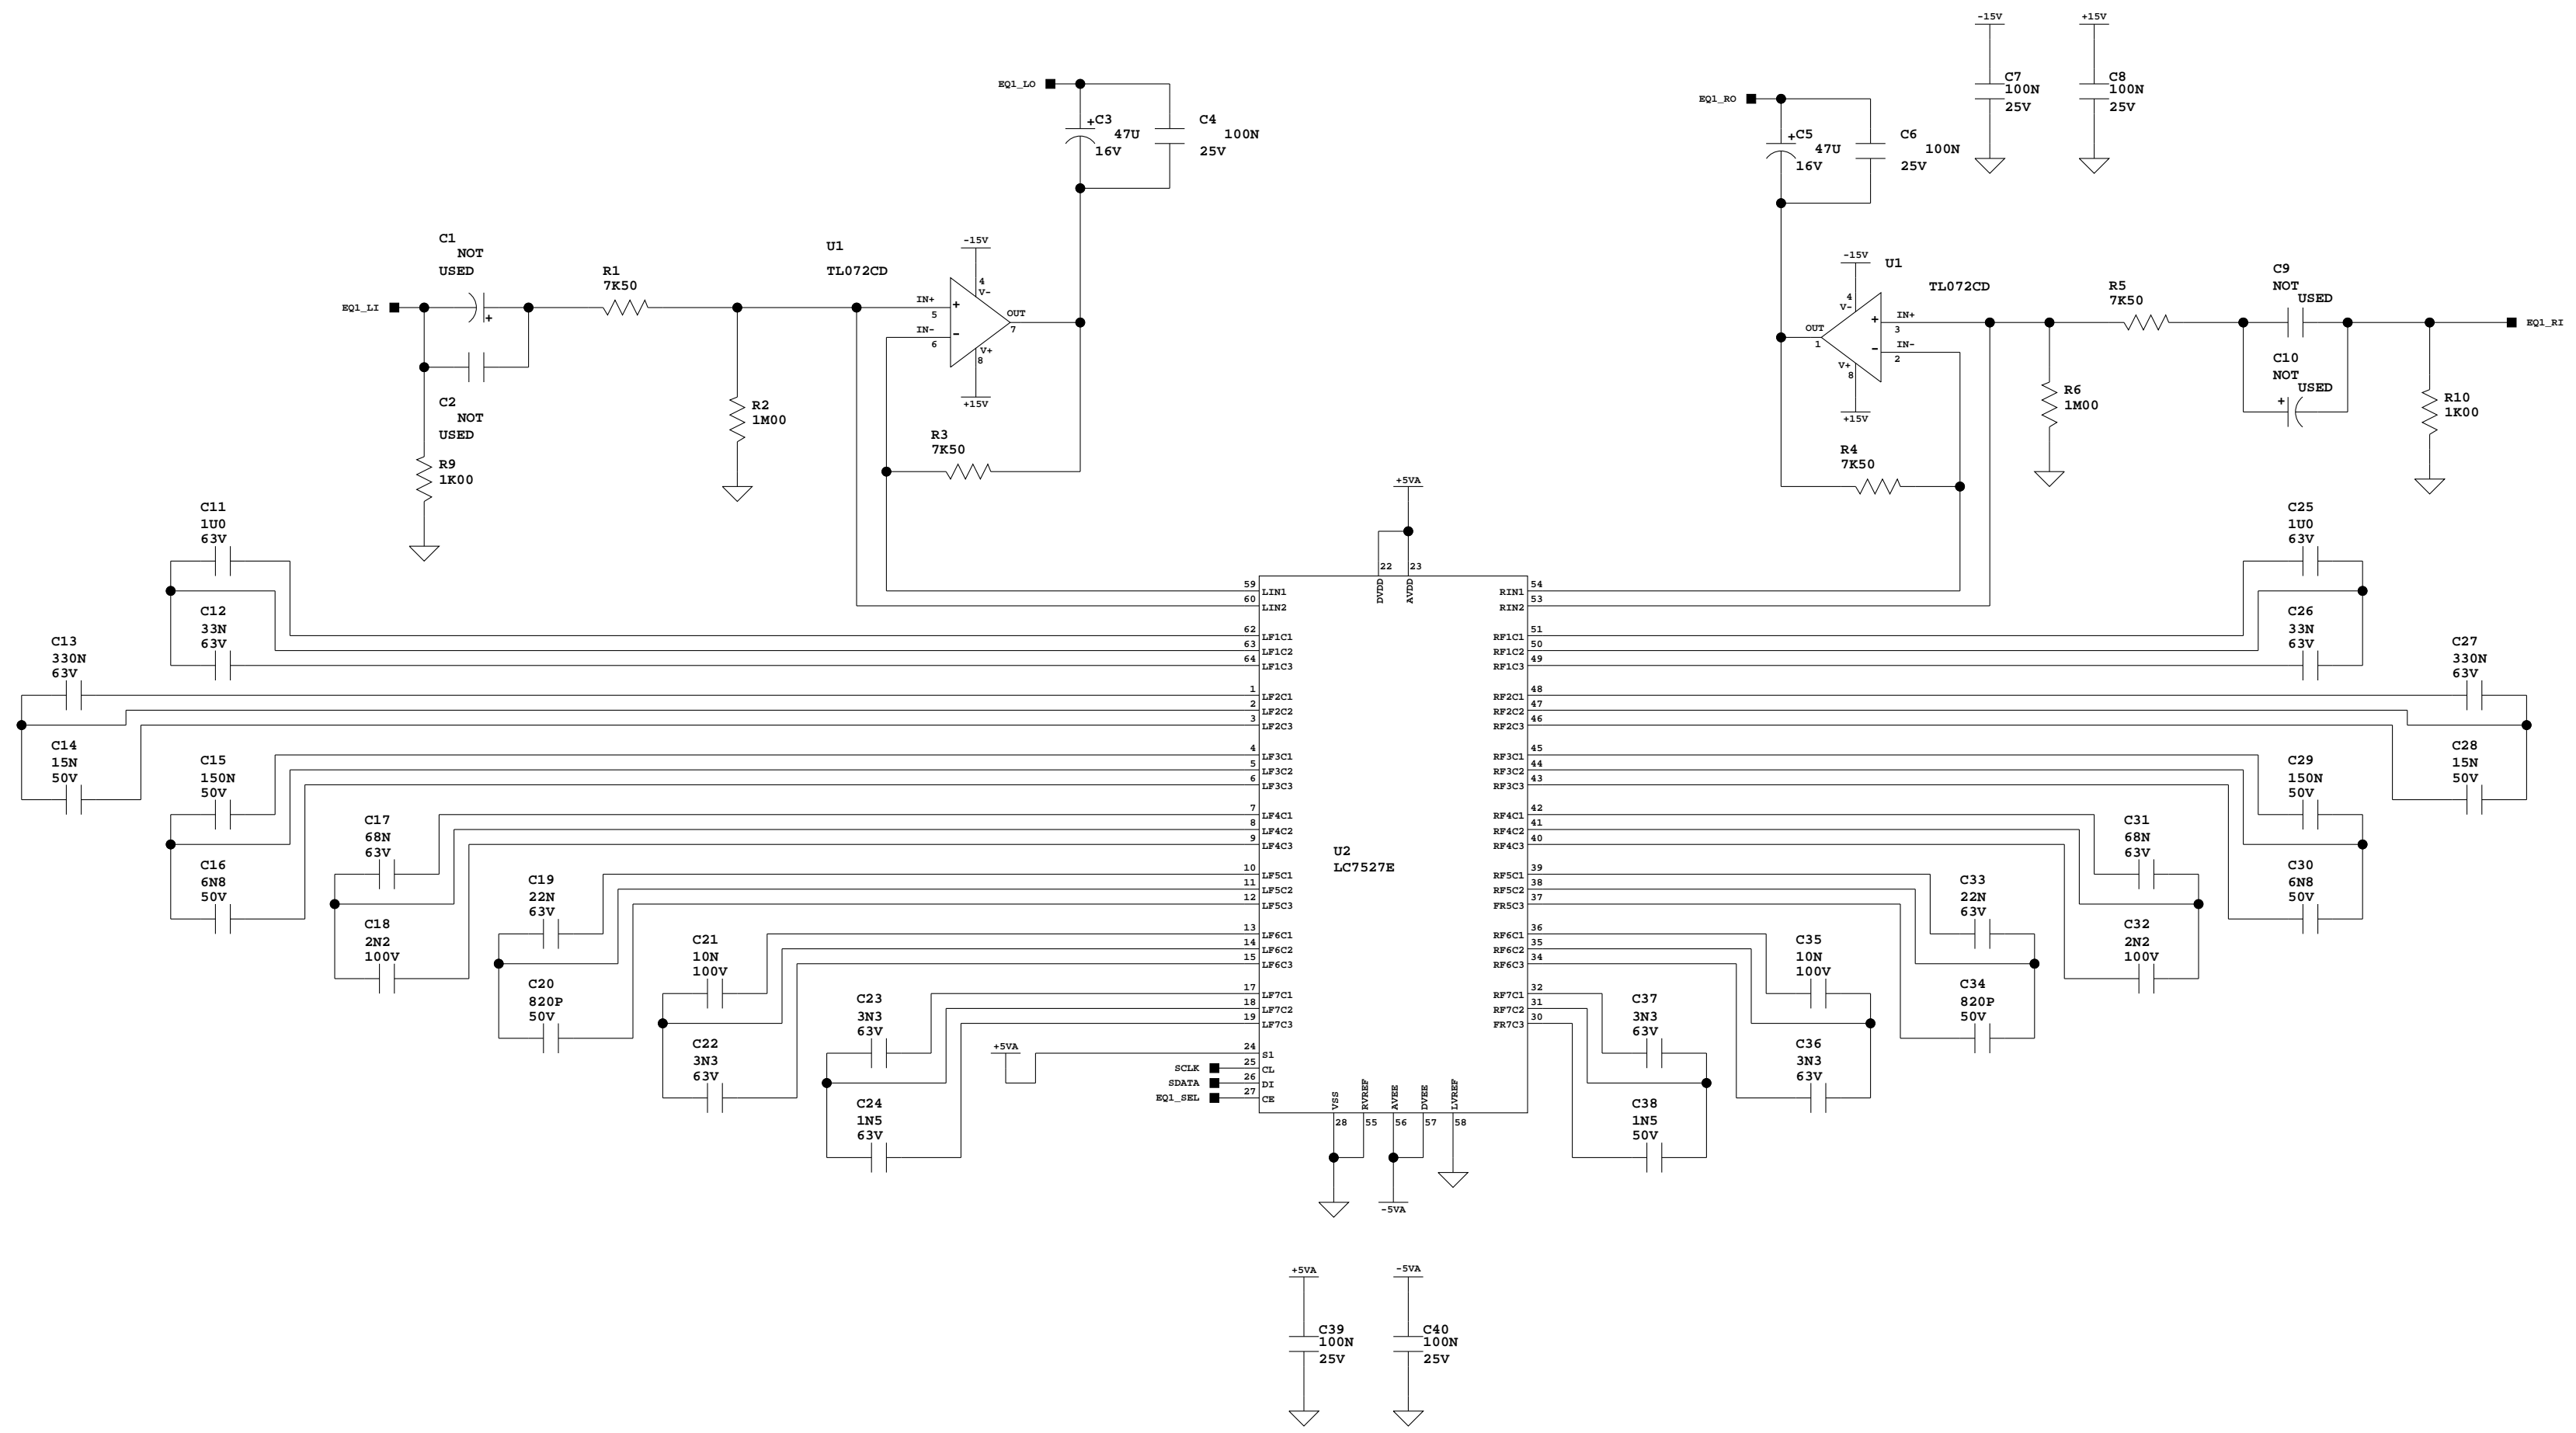 -15V
+15V
C7
100N
25V
C8
100N
25V
EQ1_LO
+
C3
47U
16V
C4
100N
25V
EQ1_RO
+
C5
47U
16V
C6
100N
25V
C1
NOT
USED
EQ1_LI
+
C2
NOT
USED
R9
1K00
R1
7K50
R2
1M00
U1
TL072CD
-15V
4
V-
IN+
5
+
IN-
6
-
OUT
7
V+
8
+15V
R3
7K50
-15V
U1
TL072CD
4
V-
OUT
1
+
IN+
3
-
IN-
2
V+
8
+15V
R4
7K50
R5
7K50
R6
1M00
C9
NOT
USED
C10
NOT
USED
+
EQ1_RI
R10
1K00
+5VA
22
23
DVDD
AVDD
C11
1U0
63V
C12
33N
63V
C13
330N
63V
C14
15N
50V
C15
150N
50V
C16
6N8
50V
C17
68N
63V
C18
2N2
100V
C19
22N
63V
C20
820P
50V
C21
10N
100V
C22
3N3
63V
C23
3N3
63V
C24
1N5
63V
59 LIN1
60 LIN2
62 LF1C1
63 LF1C2
64 LF1C3
1 LF2C1
2 LF2C2
3 LF2C3
4 LF3C1
5 LF3C2
6 LF3C3
7 LF4C1
8 LF4C2
9 LF4C3
10 LF5C1
11 LF5C2
12 LF5C3
13 LF6C1
14 LF6C2
15 LF6C3
17 LF7C1
18 LF7C2
19 LF7C3
+5VA
24 S1
SCLK 25 CL
SDATA 26 DI
EQ1_SEL 27 CE
U2
LC7527E
RIN1 54
RIN2 53
RF1C1 51
RF1C2 50
RF1C3 49
RF2C1 48
RF2C2 47
RF2C3 46
RF3C1 45
RF3C2 44
RF3C3 43
RF4C1 42
RF4C2 41
RF4C3 40
RF5C1 39
RF5C2 38
FR5C3 37
RF6C1 36
RF6C2 35
RF6C3 34
RF7C1 32
RF7C2 31
FR7C3 30
VSS
RVREF
AVEE
DVEE
LVREF
28
55
56
57
58
-5VA
C25
1U0
63V
C26
33N
63V
C27
330N
63V
C28
15N
50V
C29
150N
50V
C30
6N8
50V
C31
68N
63V
C32
2N2
100V
C33
22N
63V
C34
820P
50V
C35
10N
100V
C36
3N3
63V
C37
3N3
63V
C38
1N5
50V
+5VA
C39
100N
25V
-5VA
C40
100N
25V